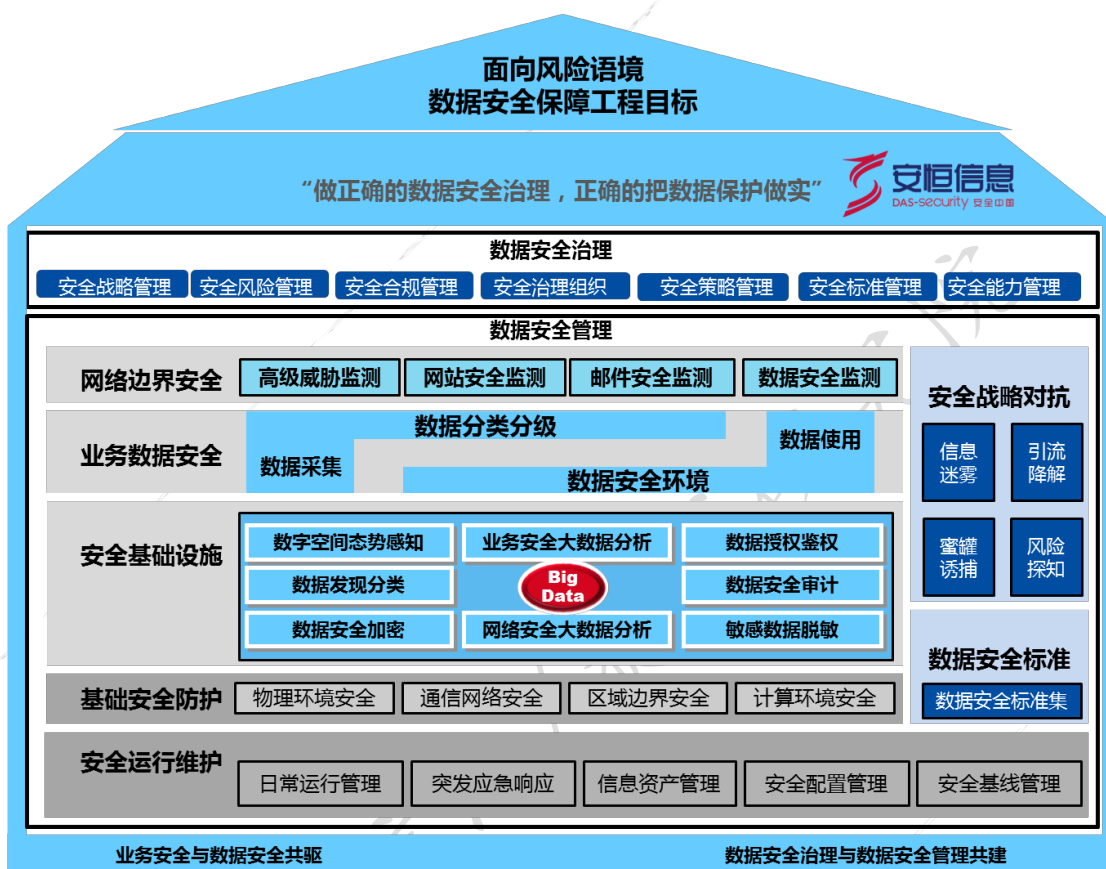 面向风险语境
数据安全保障工程目标
“做正确的数据安全治理，正确的把数据保护做实”
安恒信息
DAS-security 安全中国
数据安全治理
安全战略管理 安全风险管理 安全合规管理 安全治理组织 安全策略管理 安全标准管理 安全能力管理
数据安全管理
网络边界安全 高级威胁监测 网站安全监测 邮件安全监测 数据安全监测
业务数据安全
数据分类分级
数据采集
数据使用
数据安全环境
安全基础设施
数字空间态势感知 业务安全大数据分析 数据授权鉴权
数据发现分类
Big
Data
数据安全审计
数据安全加密 网络安全大数据分析 敏感数据脱敏
基础安全防护 物理环境安全 通信网络安全 区域边界安全 计算环境安全
安全战略对抗
信息
迷雾
引流
降解
蜜罐
诱捕
风险
探知
数据安全标准
数据安全标准集
安全运行维护
日常运行管理 突发应急响应 信息资产管理 安全配置管理 安全基线管理
业务安全与数据安全共驱 数据安全治理与数据安全管理共建